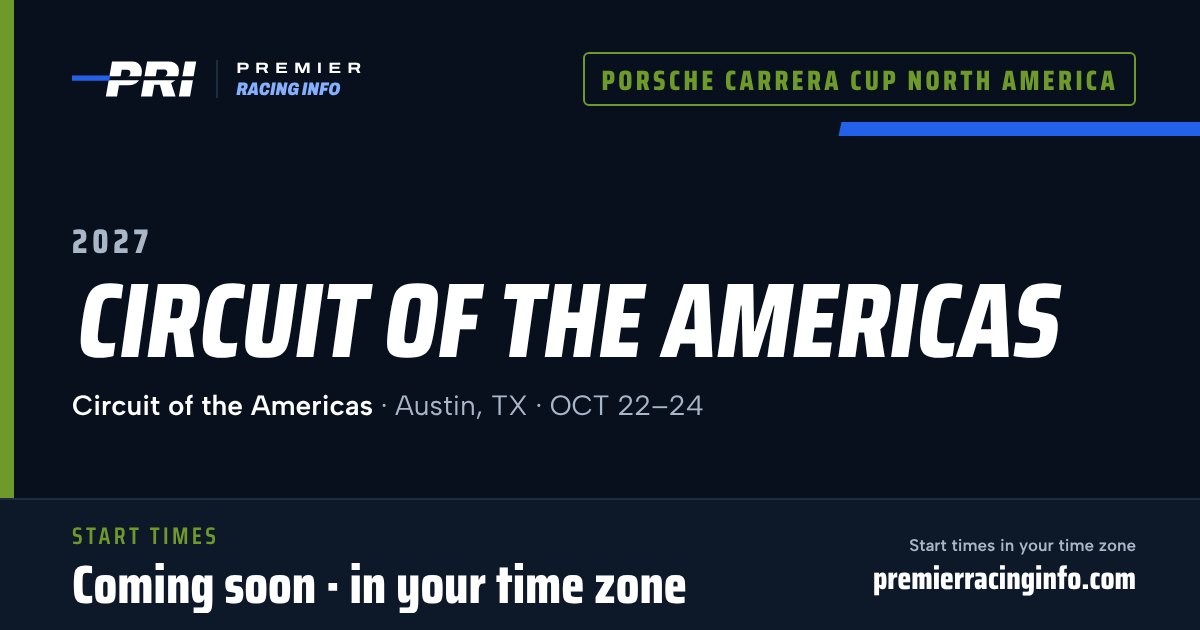 PRI
PREMIER
RACING INFO
PORSCHE CARRERA CUP NORTH AMERICA
2027
CIRCUIT OF THE AMERICAS
Circuit of the Americas · Austin, TX · OCT 22–24
START TIMES
Coming soon · in your time zone
Start times in your time zone
premierracinginfo.com